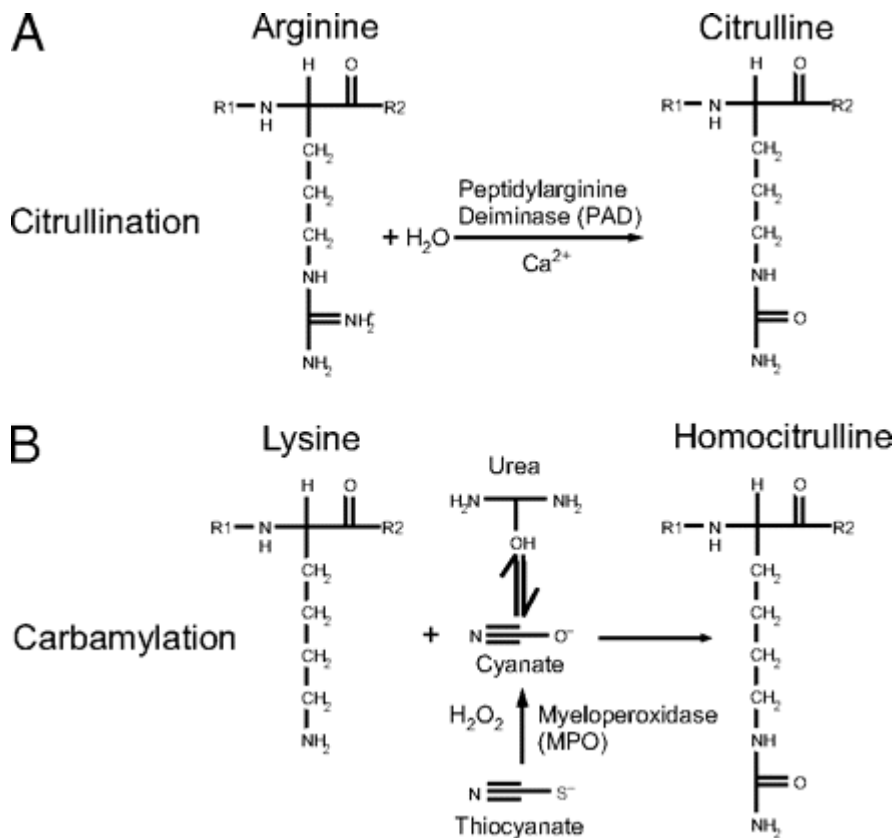 A
Arginine
Citrulline
H
O
H
O
R1
N
H
R2
R1
N
H
R2
CH2
CH2
CH2
NH
NH2+
NH2
Citrullination
+ H2O
Peptidylarginine
Deiminase (PAD)
Ca2+
CH2
CH2
CH2
NH
O
NH2
B
Lysine
Homocitrulline
Urea
H2N
NH2
OH
H
O
R1
N
H
R2
CH2
CH2
CH2
CH2
NH2
Carbamylation
+
N
O−
Cyanate
H2O2
Myeloperoxidase
(MPO)
N
S−
Thiocyanate
H
O
R1
N
H
R2
CH2
CH2
CH2
CH2
NH
O
NH2